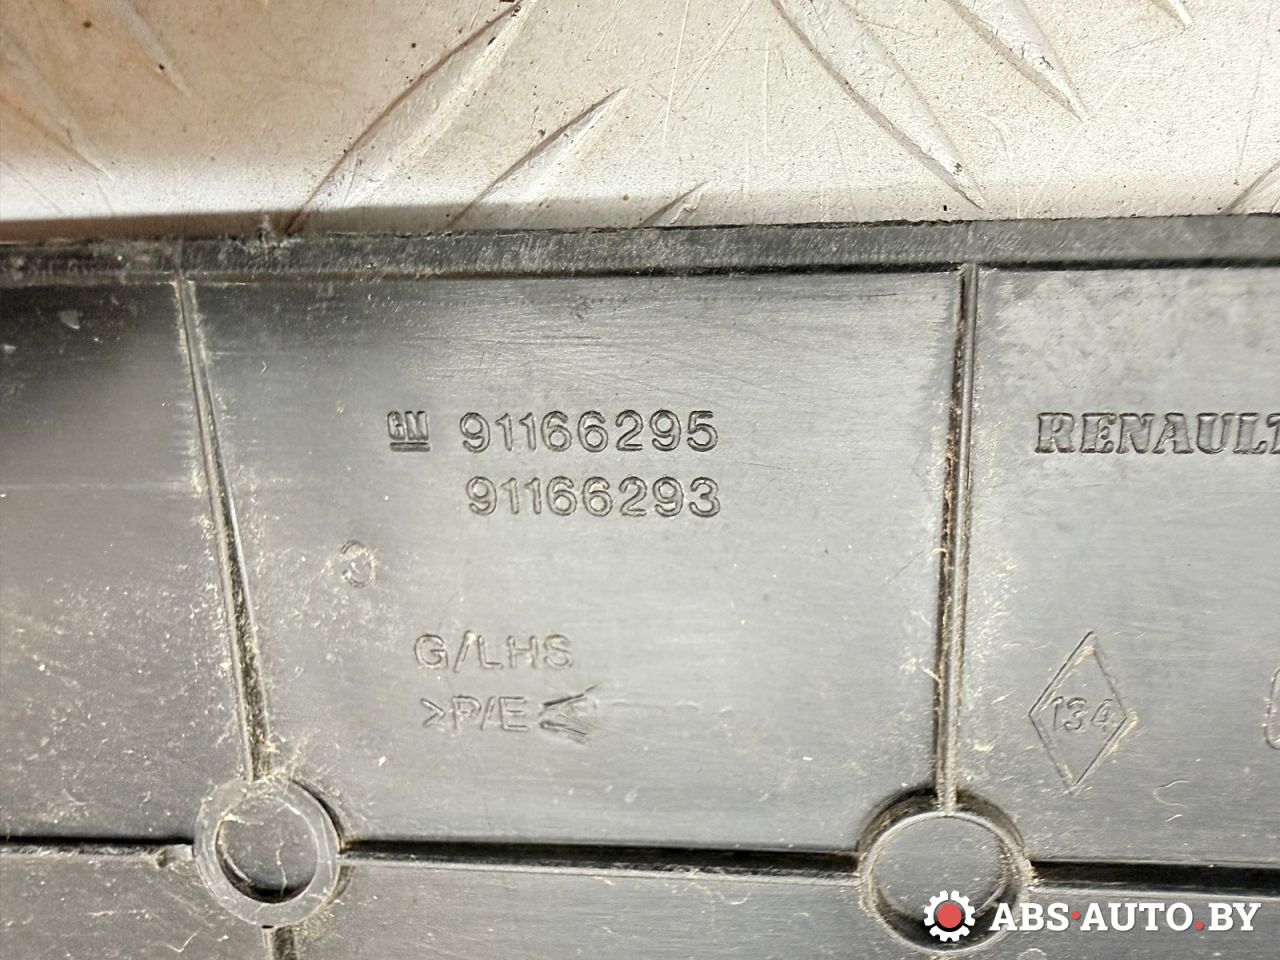 GM 91166295
91166293
RENAULT
G/LHS
>P/E<
134
ABS·AUTO.BY